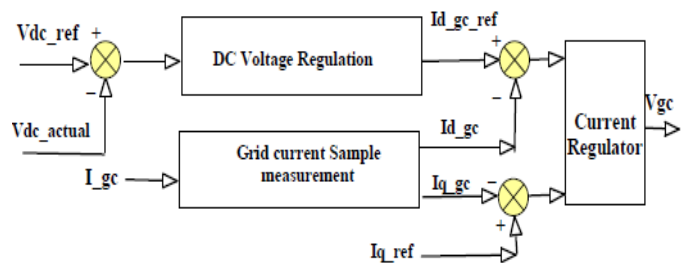 Vdc_ref
+
−
Vdc_actual
DC Voltage Regulation
Id_gc_ref
+
−
Id_gc
I_gc
Grid current Sample
measurement
Iq_gc
−
+
Iq_ref
Current
Regulator
Vgc